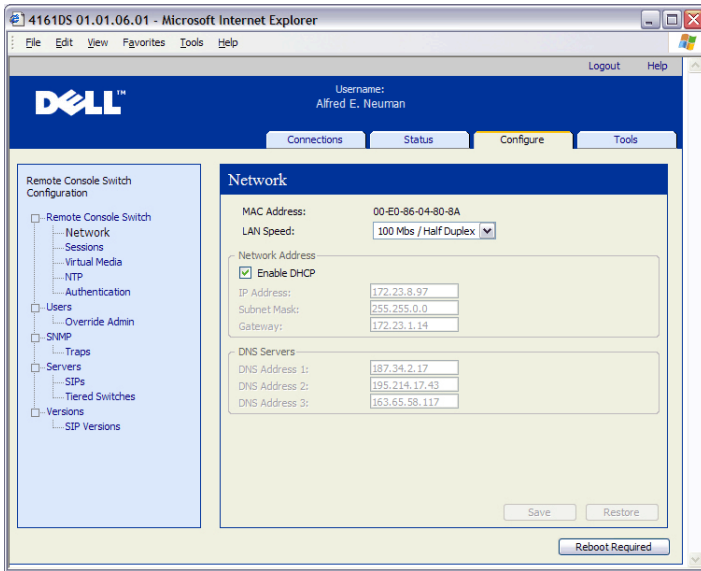 4161DS 01.01.06.01 - Microsoft Internet Explorer
File Edit View Favorites Tools Help
Logout Help
DELL™
Username:
Alfred E. Neuman
Connections Status Configure Tools
Remote Console Switch
Configuration
Remote Console Switch
Network
Sessions
Virtual Media
NTP
Authentication
Users
Override Admin
SNMP
Traps
Servers
SIPs
Tiered Switches
Versions
SIP Versions
Network
MAC Address: 00-E0-86-04-80-8A
LAN Speed: 100 Mbs / Half Duplex
Network Address
Enable DHCP
IP Address: 172.23.8.97
Subnet Mask: 255.255.0.0
Gateway: 172.23.1.14
DNS Servers
DNS Address 1: 187.34.2.17
DNS Address 2: 195.214.17.43
DNS Address 3: 163.65.58.117
Save Restore
Reboot Required